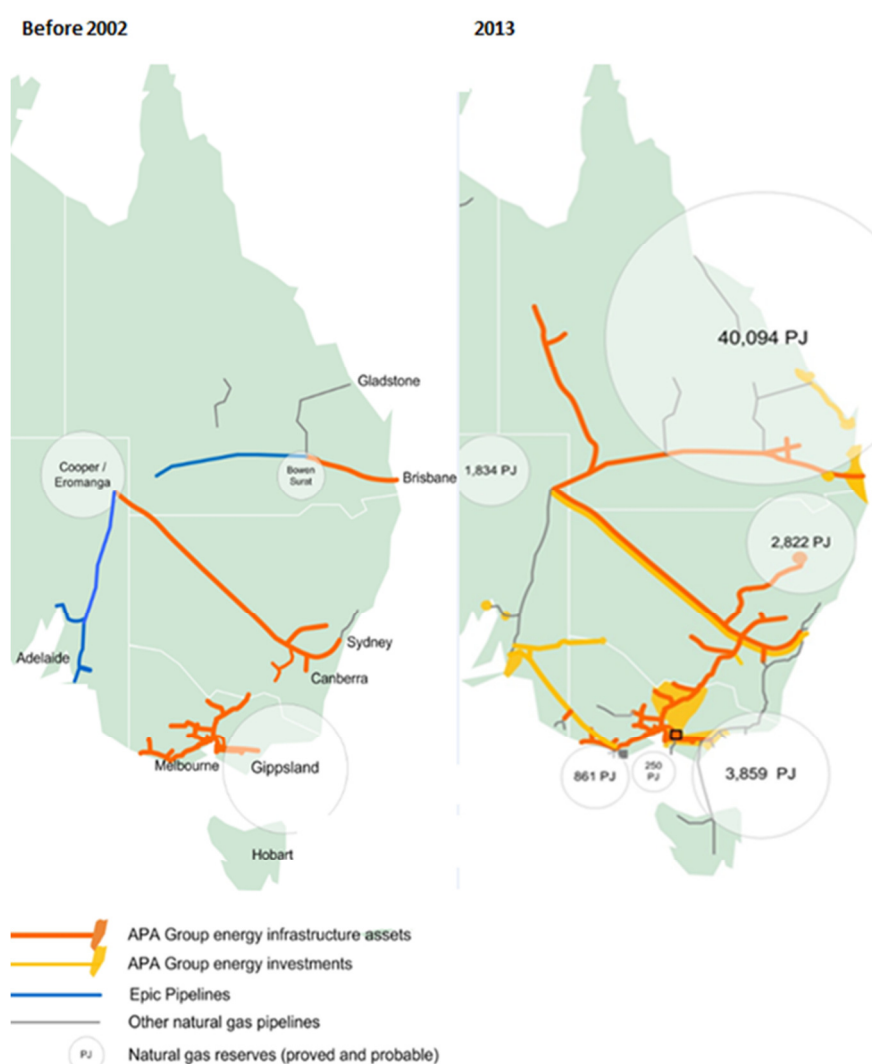 Before 2002
2013
Gladstone
40,094 PJ
Cooper /
Eromanga
Bowen
Surat
Brisbane
1,834 PJ
2,822 PJ
Adelaide
Sydney
Canberra
Melbourne
Gippsland
861 PJ
250
PJ
3,859 PJ
Hobart
APA Group energy infrastructure assets
APA Group energy investments
Epic Pipelines
Other natural gas pipelines
PJ
Natural gas reserves (proved and probable)